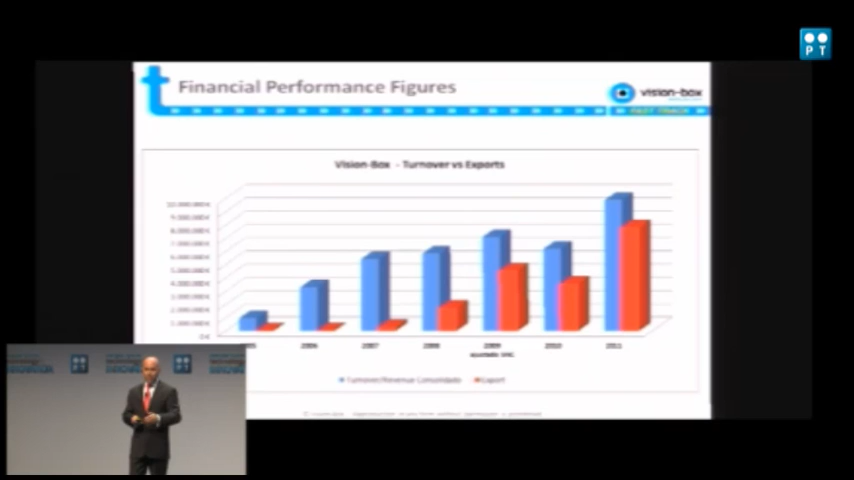 PT
Financial Performance Figures
vision-box
FAST TRACK
Vision-Box - Turnover vs Exports
10.000.000 €
9.000.000 €
8.000.000 €
7.000.000 €
6.000.000 €
5.000.000 €
4.000.000 €
3.000.000 €
2.000.000 €
1.000.000 €
0 €
2006
2007
2008
2009
2010
2011
Turnover/Revenue Consolidado
Export